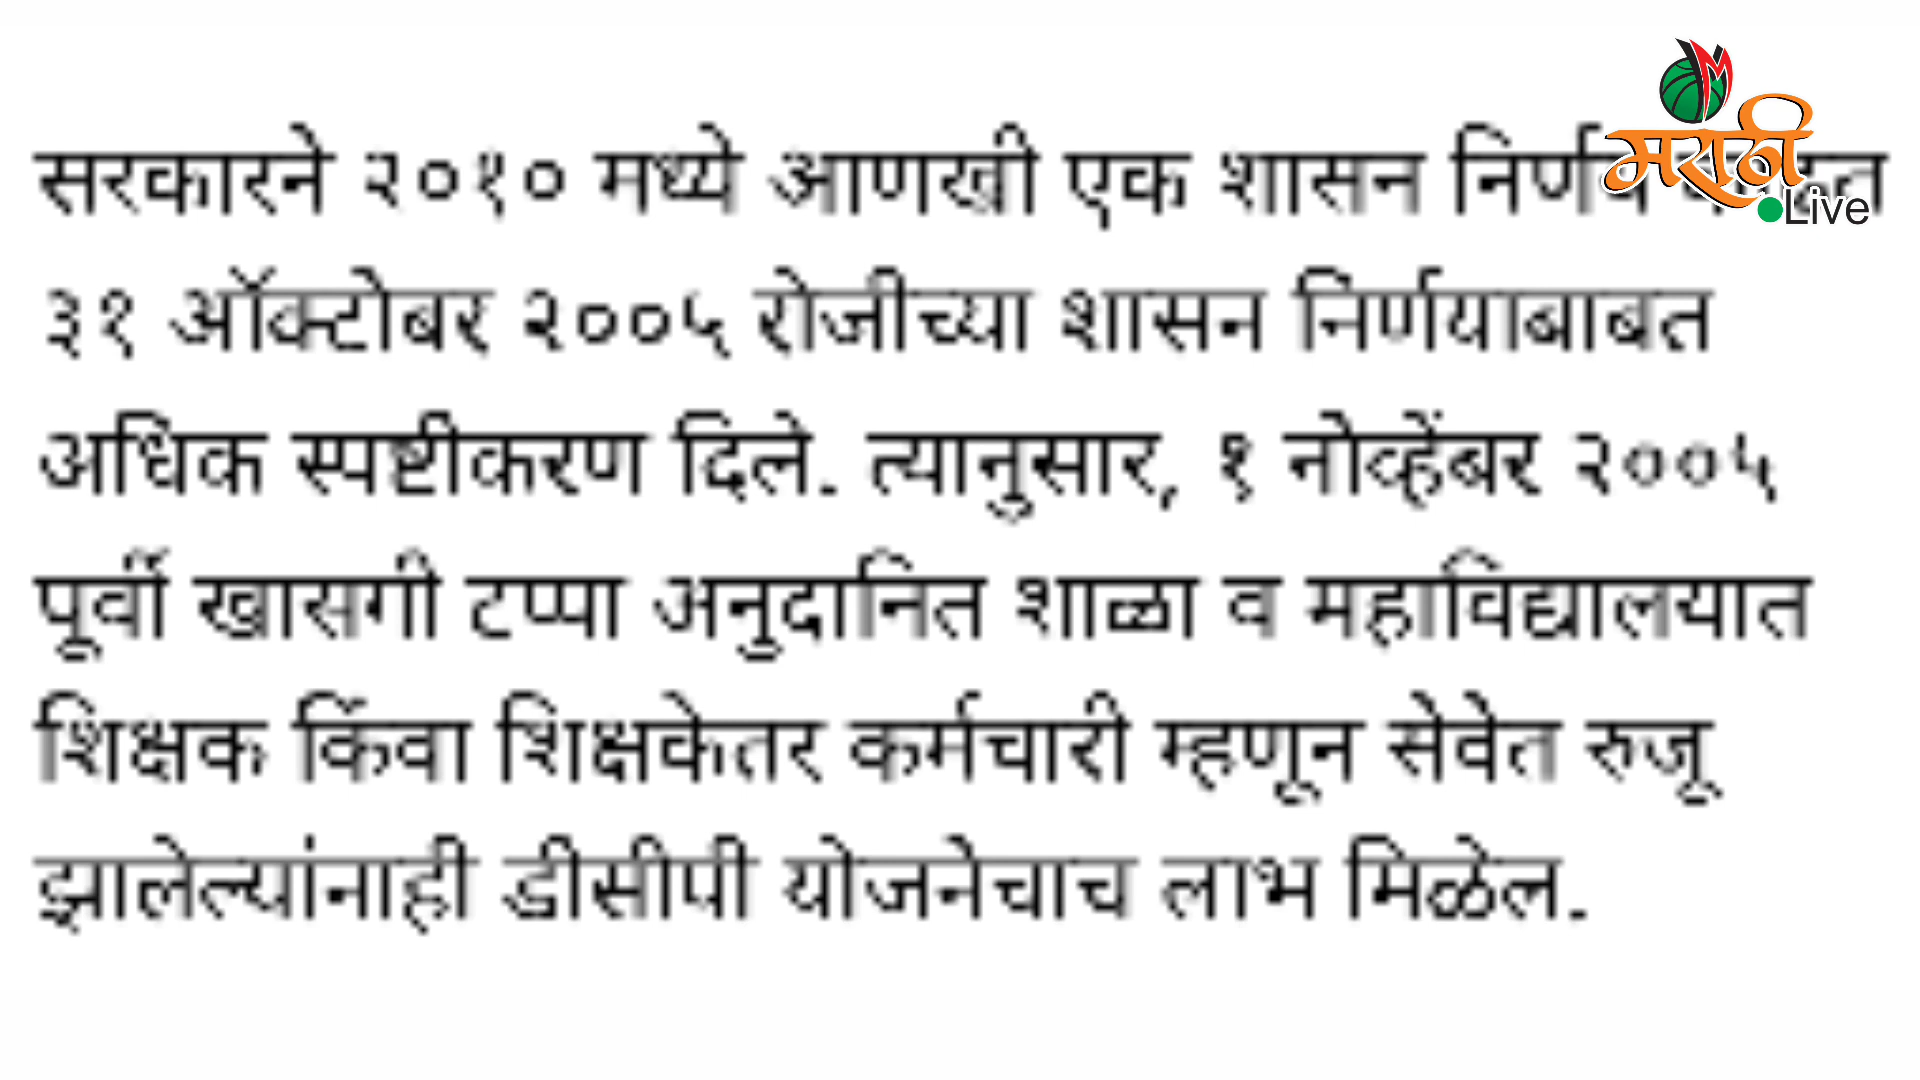 सरकारने २०१० मध्ये आणखी एक शासन निर्णय
मराठी
Live
३१ ऑक्टोबर २००५ रोजीच्या शासन निर्णयाबाबत
अधिक स्पष्टीकरण दिले. त्यानुसार, १ नोव्हेंबर २००५
पूर्वी खासगी टप्पा अनुदानित शाळा व महाविद्यालयात
शिक्षक किंवा शिक्षकेतर कर्मचारी म्हणून सेवेत रुजू
झालेल्यांनाही डीसीपी योजनेचाच लाभ मिळेल.